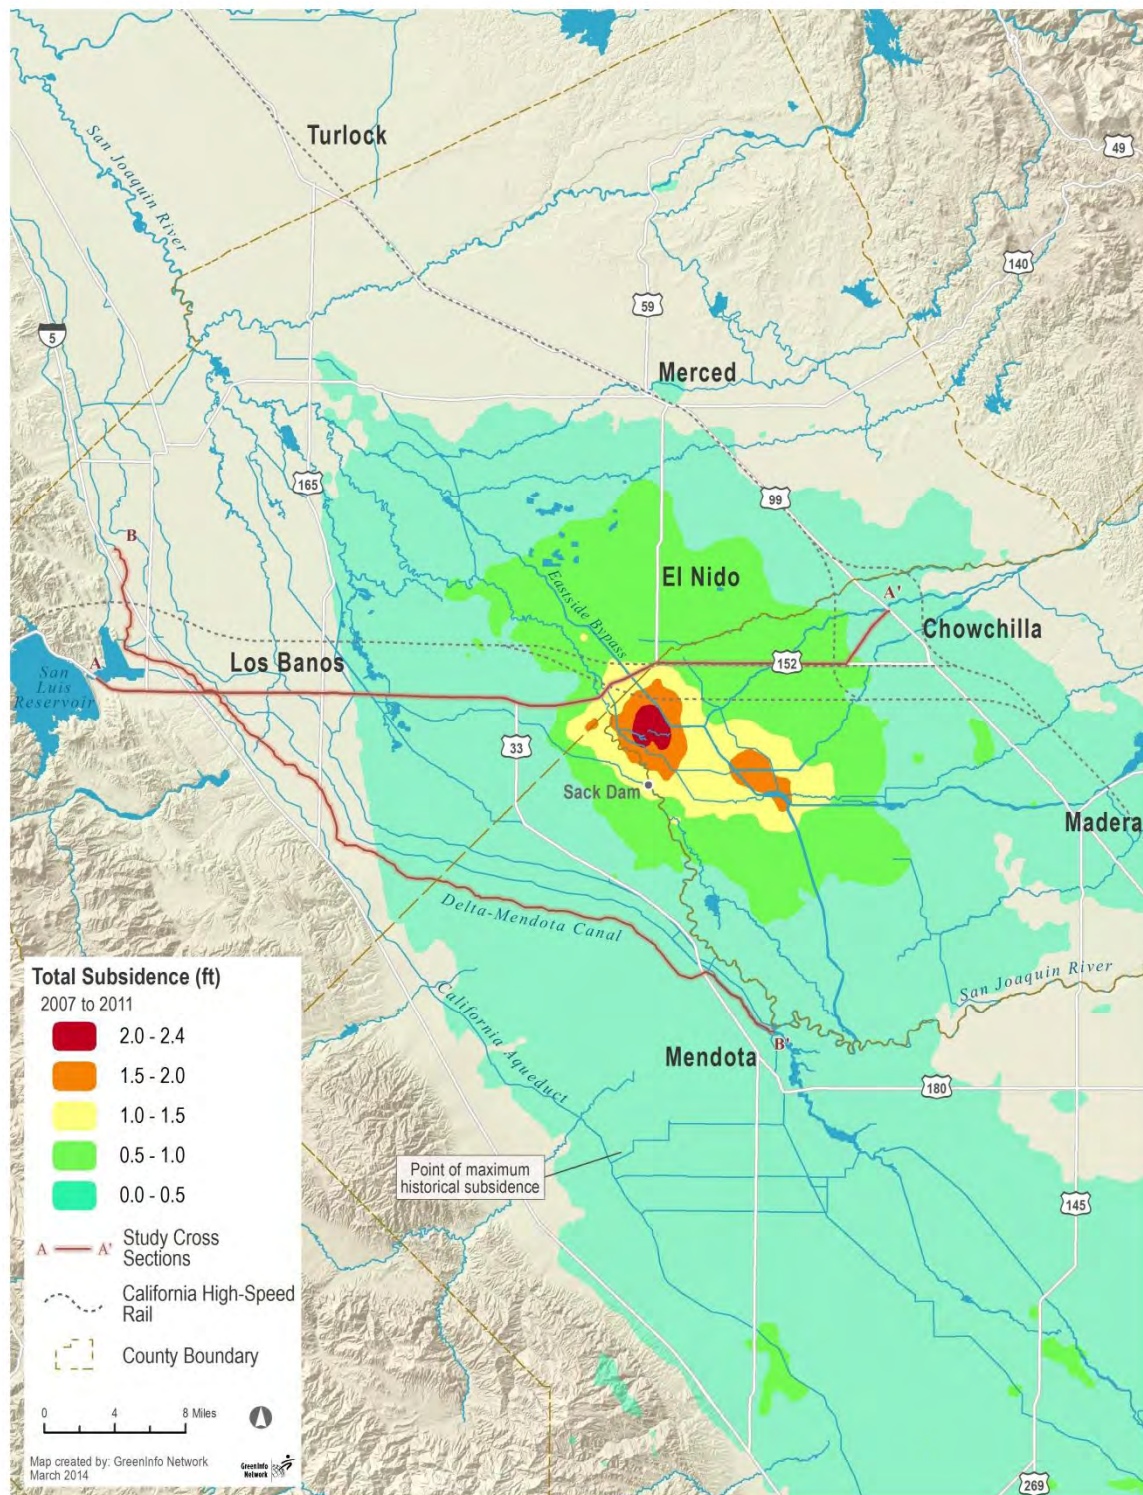 Turlock
San Joaquin River
49
140
5
59
Merced
165
99
B
El Nido
Eastside Bypass
A'
Chowchilla
A
Los Banos
152
San
Luis
Reservoir
33
Sack Dam
Madera
Delta-Mendota Canal
San Joaquin River
California Aqueduct
B'
Mendota
180
Point of maximum
historical subsidence
145
269
Total Subsidence (ft)
2007 to 2011
2.0 - 2.4
1.5 - 2.0
1.0 - 1.5
0.5 - 1.0
0.0 - 0.5
A A' Study Cross
Sections
California High-Speed
Rail
County Boundary
0 4 8 Miles
Map created by: GreenInfo Network
March 2014
GreenInfo
Network